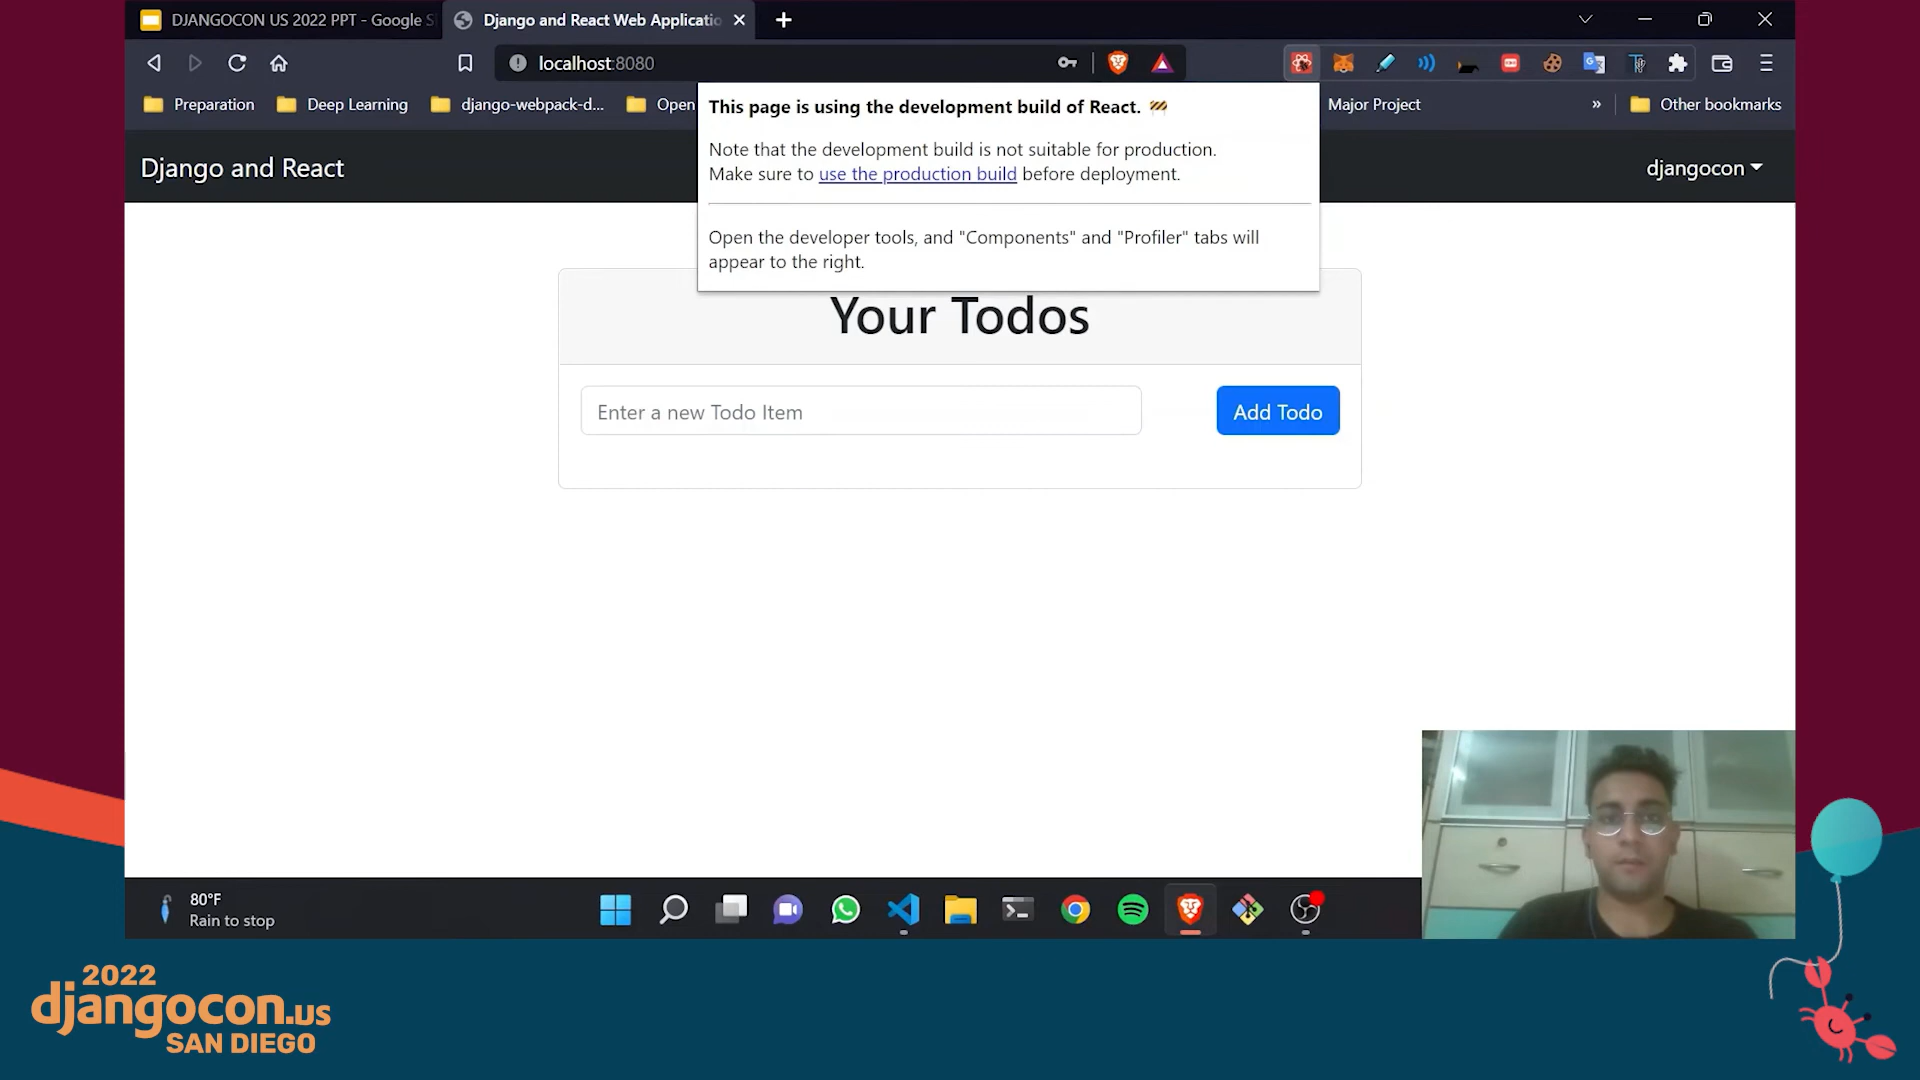 DJANGOCON US 2022 PPT - Google S
Django and React Web Applicatio
localhost:8080
Preparation
Deep Learning
django-webpack-d...
Open
Major Project
»
Other bookmarks
This page is using the development build of React. 🚧
Note that the development build is not suitable for production.
Make sure to use the production build before deployment.
Open the developer tools, and "Components" and "Profiler" tabs will
appear to the right.
Django and React
djangocon
Your Todos
Enter a new Todo Item
Add Todo
80°F
Rain to stop
2022
djangocon.us
SAN DIEGO